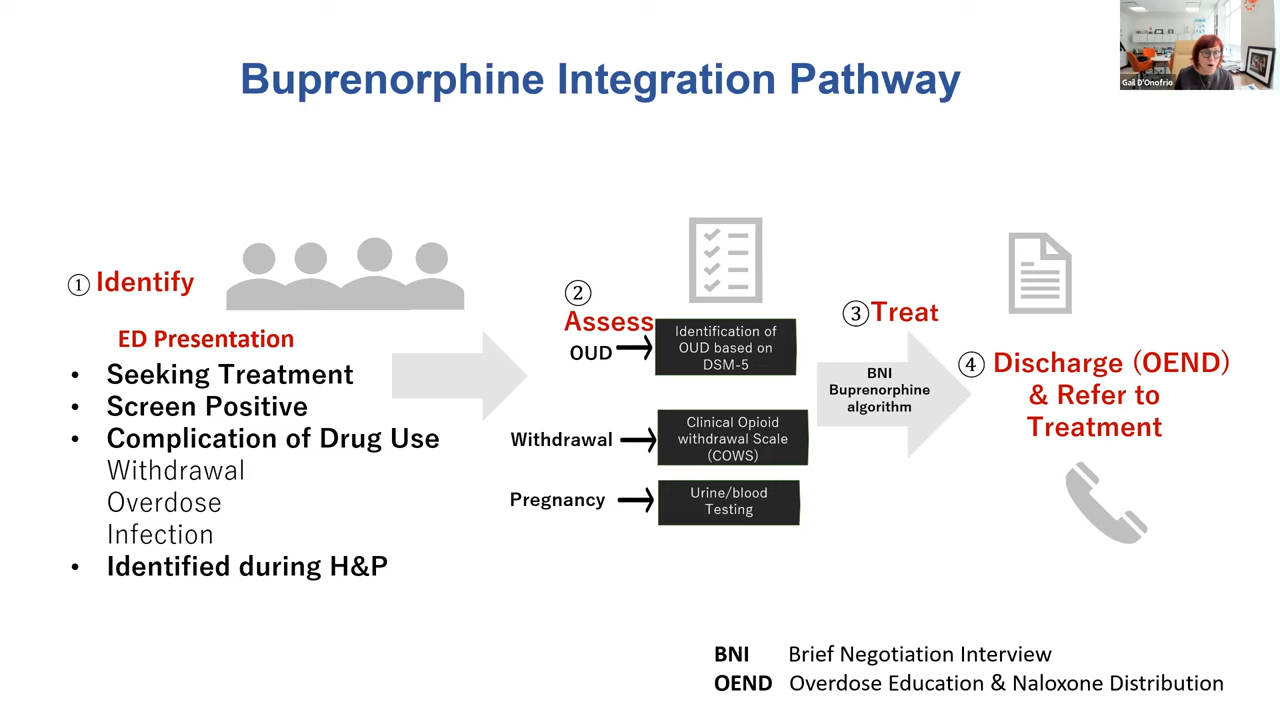 Buprenorphine Integration Pathway
Gail D'Onofrio
① Identify
ED Presentation
• Seeking Treatment
• Screen Positive
• Complication of Drug Use
Withdrawal
Overdose
Infection
• Identified during H&P
②
Assess
OUD
Identification of
OUD based on
DSM-5
Withdrawal
Clinical Opioid
withdrawal Scale
(COWS)
Pregnancy
Urine/blood
Testing
③ Treat
BNI
Buprenorphine
algorithm
④ Discharge (OEND)
& Refer to
Treatment
BNI Brief Negotiation Interview
OEND Overdose Education & Naloxone Distribution